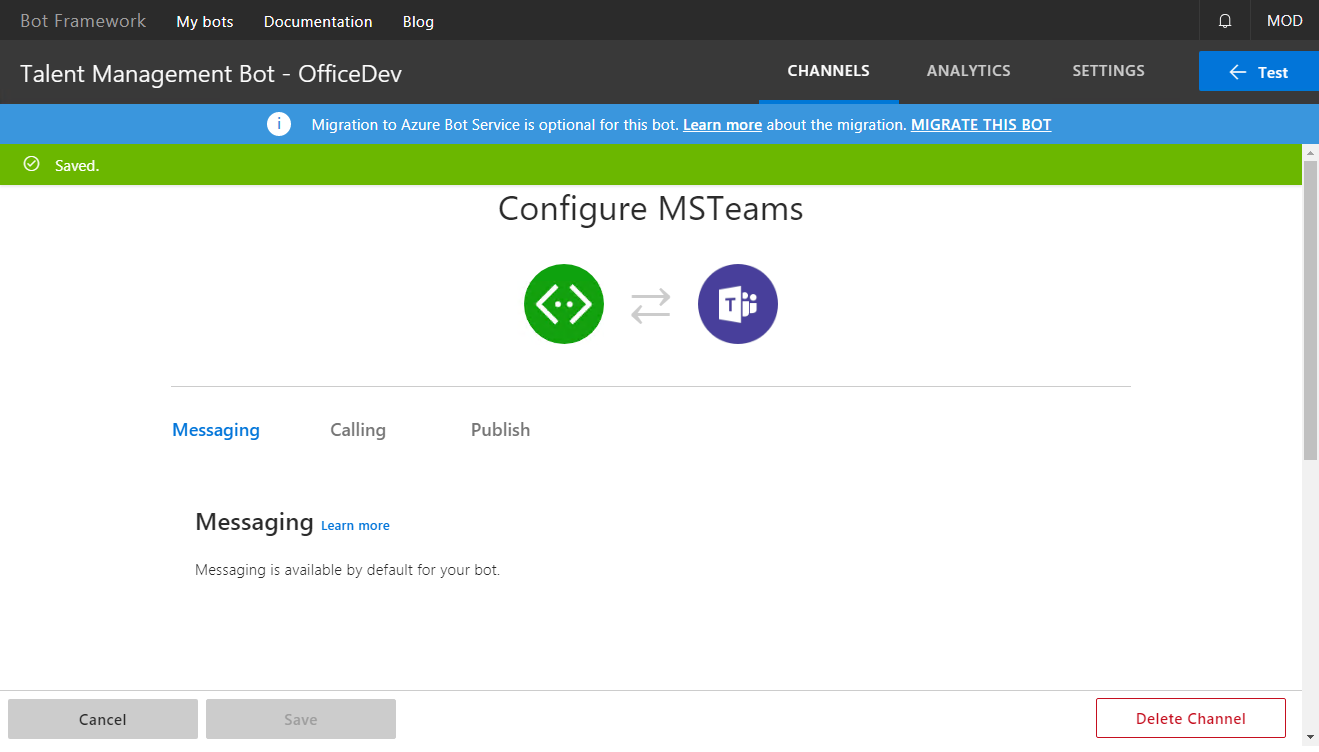 Bot Framework My bots Documentation Blog MOD
Talent Management Bot - OfficeDev CHANNELS ANALYTICS SETTINGS Test
i Migration to Azure Bot Service is optional for this bot. Learn more about the migration. MIGRATE THIS BOT
Saved.
Configure MSTeams
T
Messaging Calling Publish
Messaging Learn more
Messaging is available by default for your bot.
Cancel Save Delete Channel